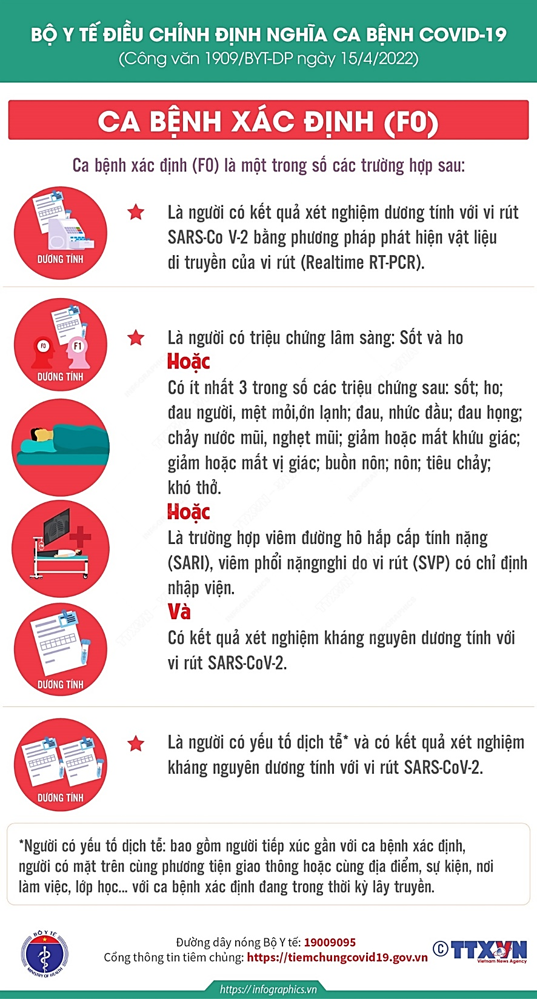 BỘ Y TẾ ĐIỀU CHỈNH ĐỊNH NGHĨA CA BỆNH COVID-19
(Công văn 1909/BYT-DP ngày 15/4/2022)
CA BỆNH XÁC ĐỊNH (F0)
Ca bệnh xác định (F0) là một trong số các trường hợp sau:
DƯƠNG TÍNH
Là người có kết quả xét nghiệm dương tính với vi rút
SARS-Co V-2 bằng phương pháp phát hiện vật liệu
di truyền của vi rút (Realtime RT-PCR).
F0
F1
DƯƠNG TÍNH
Là người có triệu chứng lâm sàng: Sốt và ho
Hoặc
Có ít nhất 3 trong số các triệu chứng sau: sốt; ho;
đau người, mệt mỏi,ớn lạnh; đau, nhức đầu; đau họng;
chảy nước mũi, nghẹt mũi; giảm hoặc mất khứu giác;
giảm hoặc mất vị giác; buồn nôn; nôn; tiêu chảy;
khó thở.
Hoặc
Là trường hợp viêm đường hô hấp cấp tính nặng
(SARI), viêm phổi nặngnghi do vi rút (SVP) có chỉ định
nhập viện.
Và
Có kết quả xét nghiệm kháng nguyên dương tính với
vi rút SARS-CoV-2.
DƯƠNG TÍNH
Là người có yếu tố dịch tễ* và có kết quả xét nghiệm
kháng nguyên dương tính với vi rút SARS-CoV-2.
DƯƠNG TÍNH
*Người có yếu tố dịch tễ: bao gồm người tiếp xúc gần với ca bệnh xác định,
người có mặt trên cùng phương tiện giao thông hoặc cùng địa điểm, sự kiện, nơi
làm việc, lớp học... với ca bệnh xác định đang trong thời kỳ lây truyền.
BỘ Y TẾ
MINISTRY OF HEALTH
Đường dây nóng Bộ Y tế: 19009095
Cổng thông tin tiêm chủng: https://tiemchungcovid19.gov.vn
© TTXVN
Vietnam News Agency
https://infographics.vn